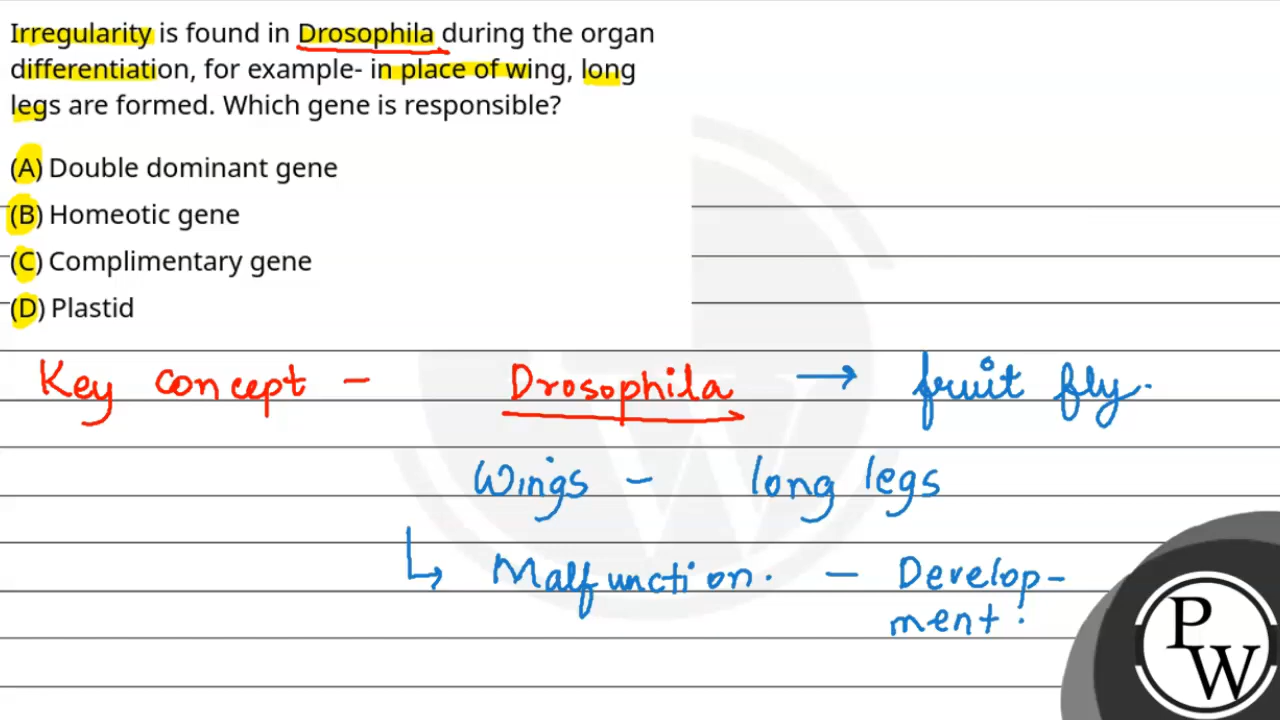 Irregularity is found in Drosophila during the organ
differentiation, for example- in place of wing, long
legs are formed. Which gene is responsible?
(A) Double dominant gene
(B) Homeotic gene
(C) Complimentary gene
(D) Plastid
Key concept - Drosophila → fruit fly.
Wings - long legs
↳ Malfunction. - Develop-
ment.
PW